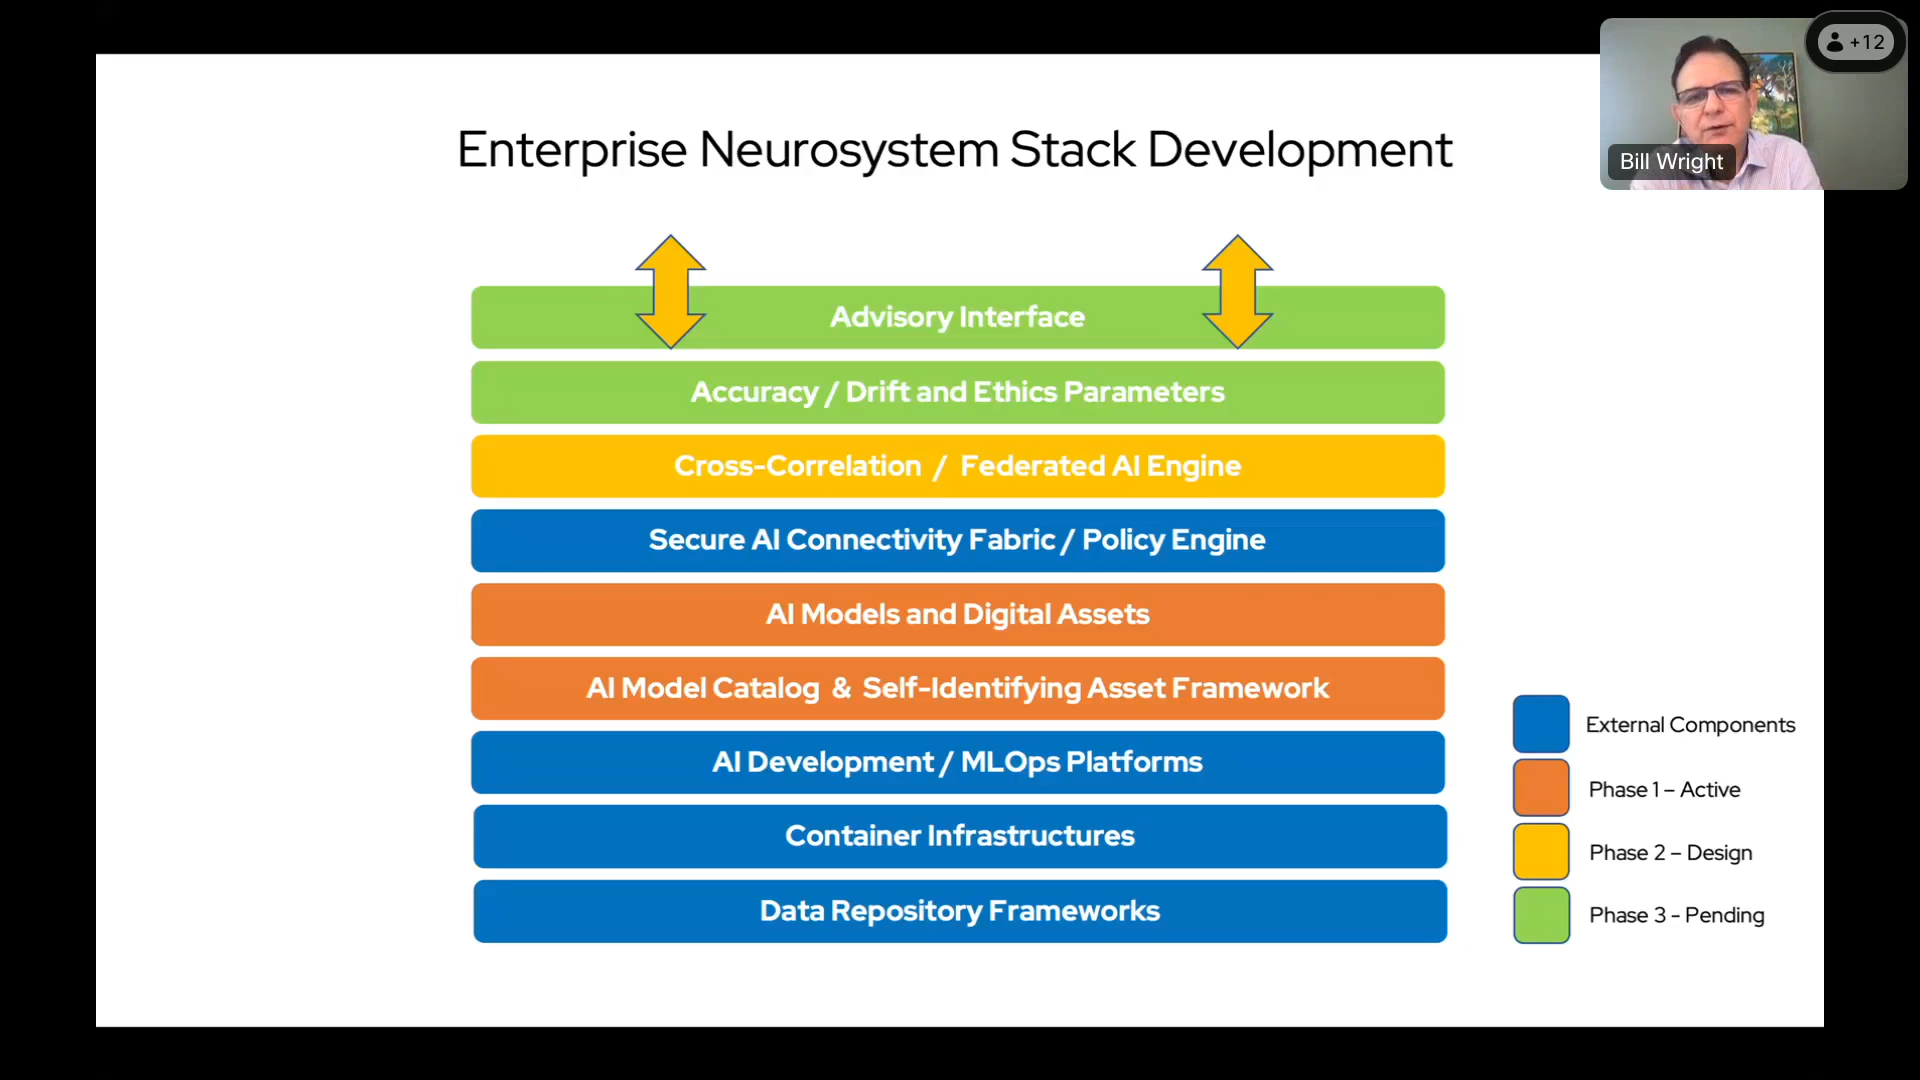 +12
Bill Wright
Enterprise Neurosystem Stack Development
Advisory Interface
Accuracy / Drift and Ethics Parameters
Cross-Correlation / Federated AI Engine
Secure AI Connectivity Fabric / Policy Engine
AI Models and Digital Assets
AI Model Catalog & Self-Identifying Asset Framework
AI Development / MLOps Platforms
Container Infrastructures
Data Repository Frameworks
External Components
Phase 1 – Active
Phase 2 – Design
Phase 3 - Pending